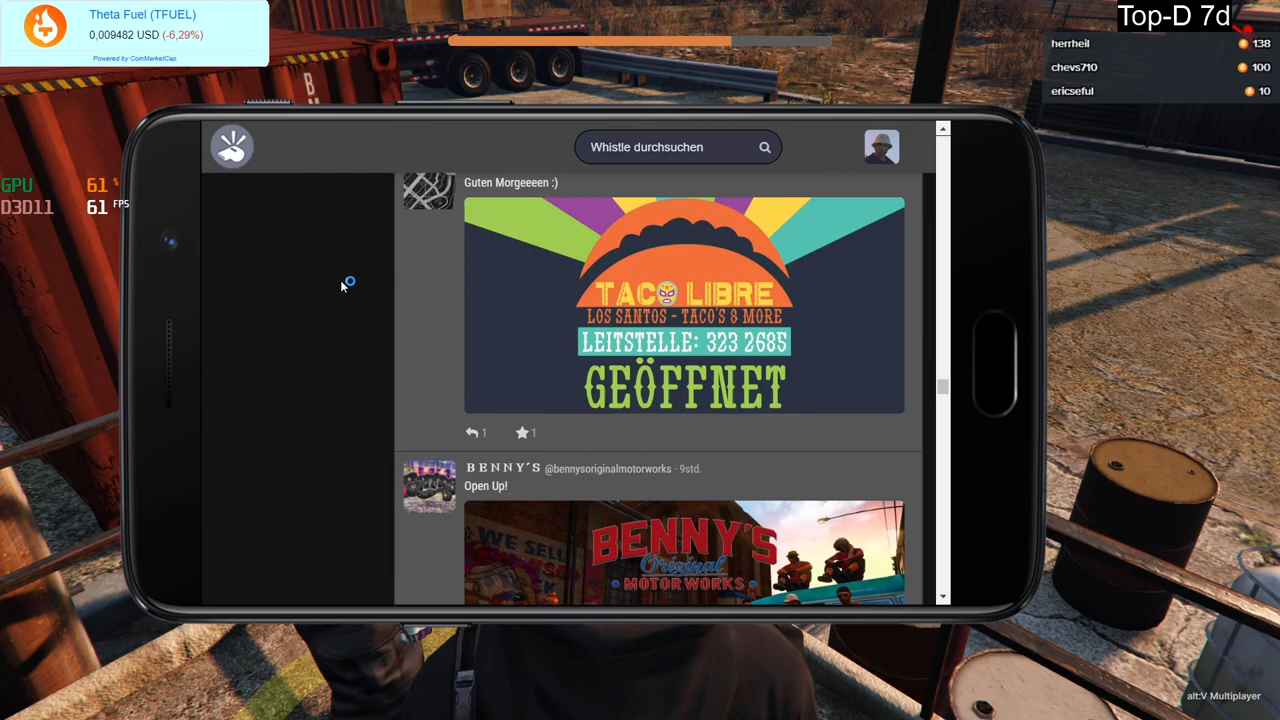 Theta Fuel (TFUEL)
0,009482 USD (-6,29%)
Powered by CoinMarketCap
Top-D 7d
herrheil 138
chevs710 100
ericseful 10
GPU 61 %
D3D11 61 FPS
Whistle durchsuchen
Guten Morgeeeen :)
TACO LIBRE
LOS SANTOS - TACO'S & MORE
LEITSTELLE: 323 2685
GEÖFFNET
1 1
BENNY´S @bennysoriginalmotorworks · 9std.
Open Up!
WE SELL
BENNY'S
Original
MOTOR WORKS
alt:V Multiplayer